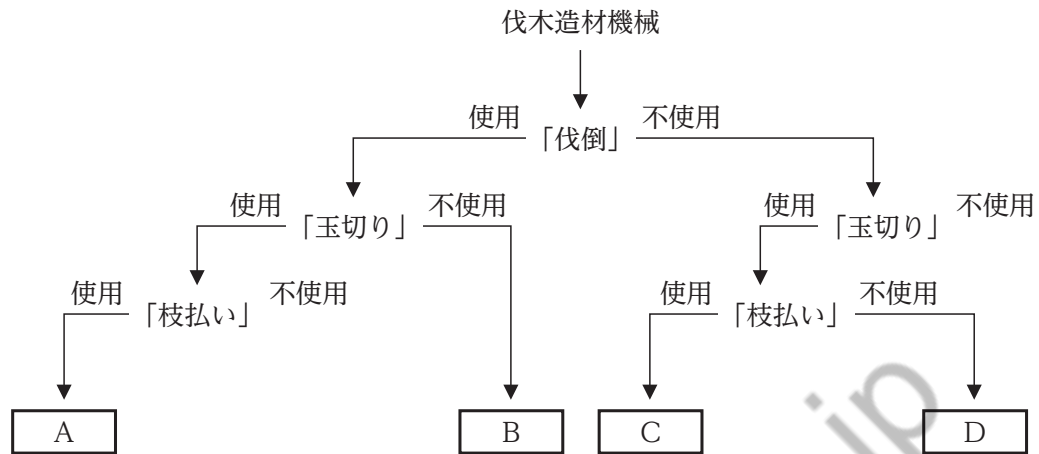 伐木造材機械
使用 「伐倒」 不使用
使用 「玉切り」 不使用
使用 「玉切り」 不使用
使用 「枝払い」 不使用
使用 「枝払い」 不使用
A
B
C
D
jp